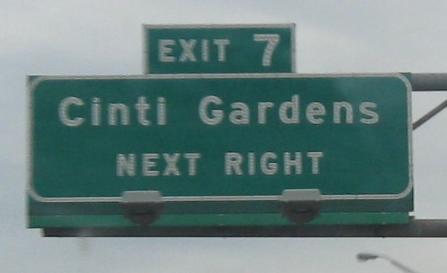 EXIT 7
Cinti Gardens
NEXT RIGHT